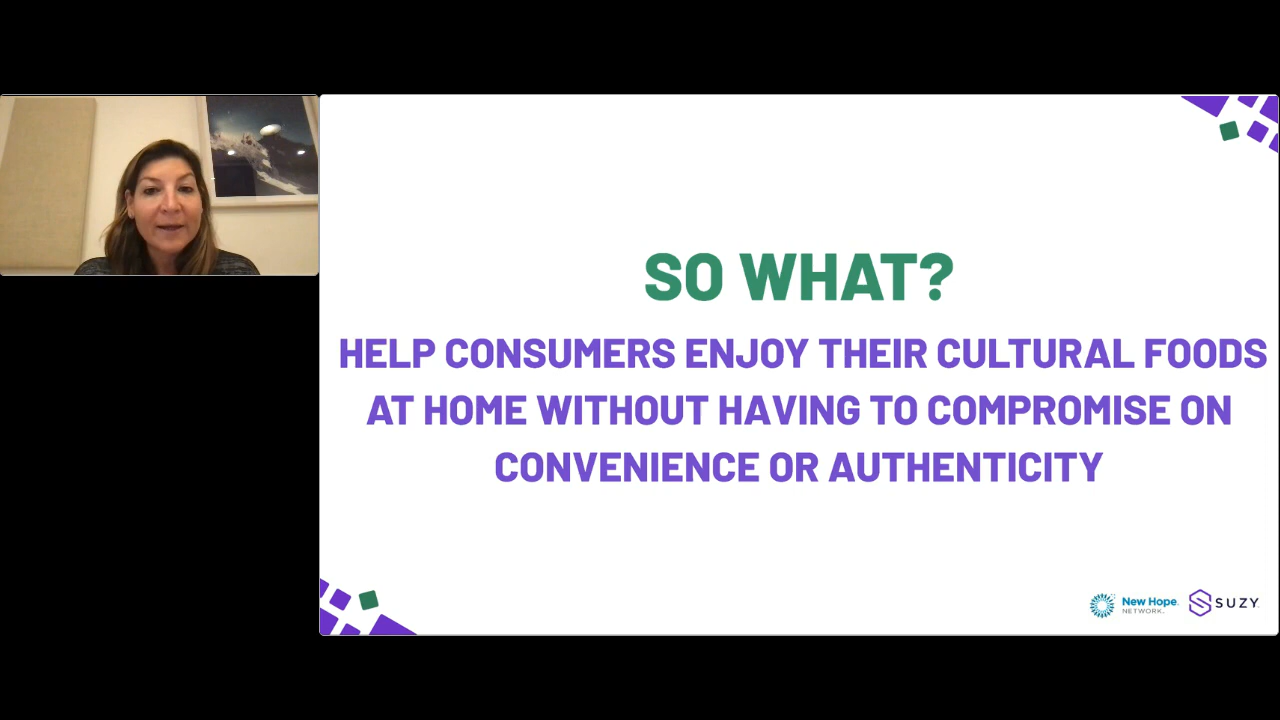 SO WHAT?
HELP CONSUMERS ENJOY THEIR CULTURAL FOODS
AT HOME WITHOUT HAVING TO COMPROMISE ON
CONVENIENCE OR AUTHENTICITY
New Hope
NETWORK.
SUZY